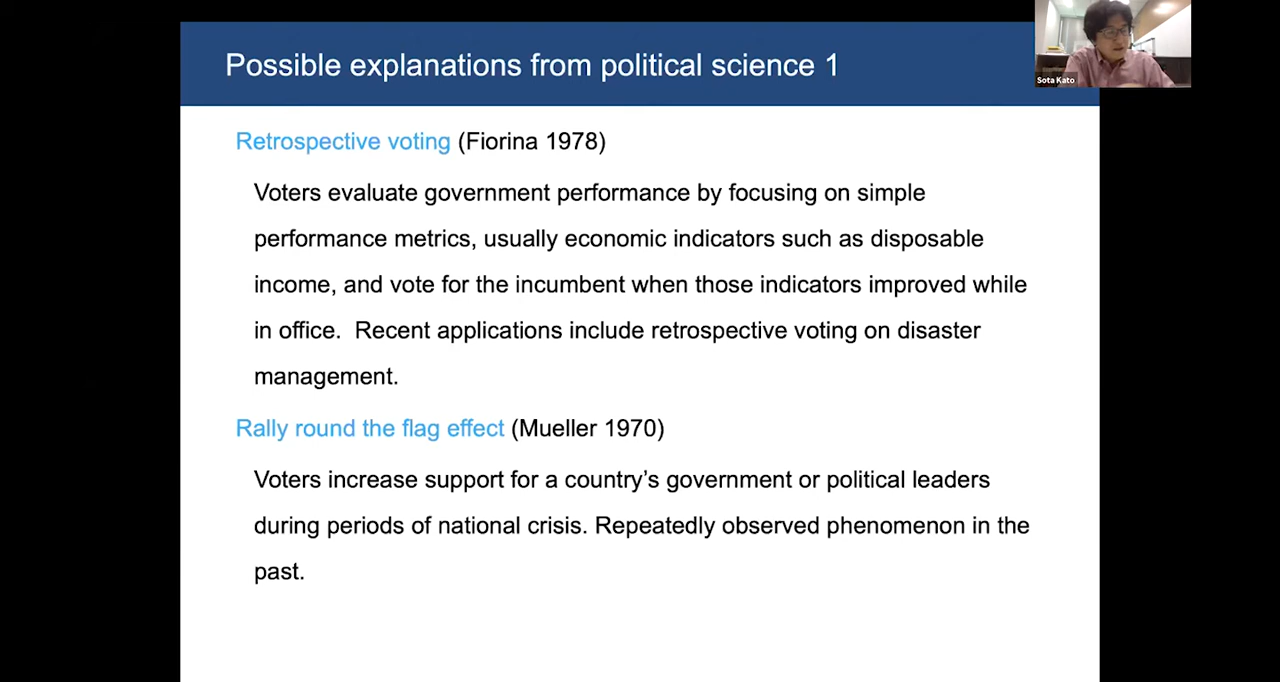 Possible explanations from political science 1
Sota Kato
Retrospective voting (Fiorina 1978)
Voters evaluate government performance by focusing on simple
performance metrics, usually economic indicators such as disposable
income, and vote for the incumbent when those indicators improved while
in office.  Recent applications include retrospective voting on disaster
management.
Rally round the flag effect (Mueller 1970)
Voters increase support for a country’s government or political leaders
during periods of national crisis. Repeatedly observed phenomenon in the
past.